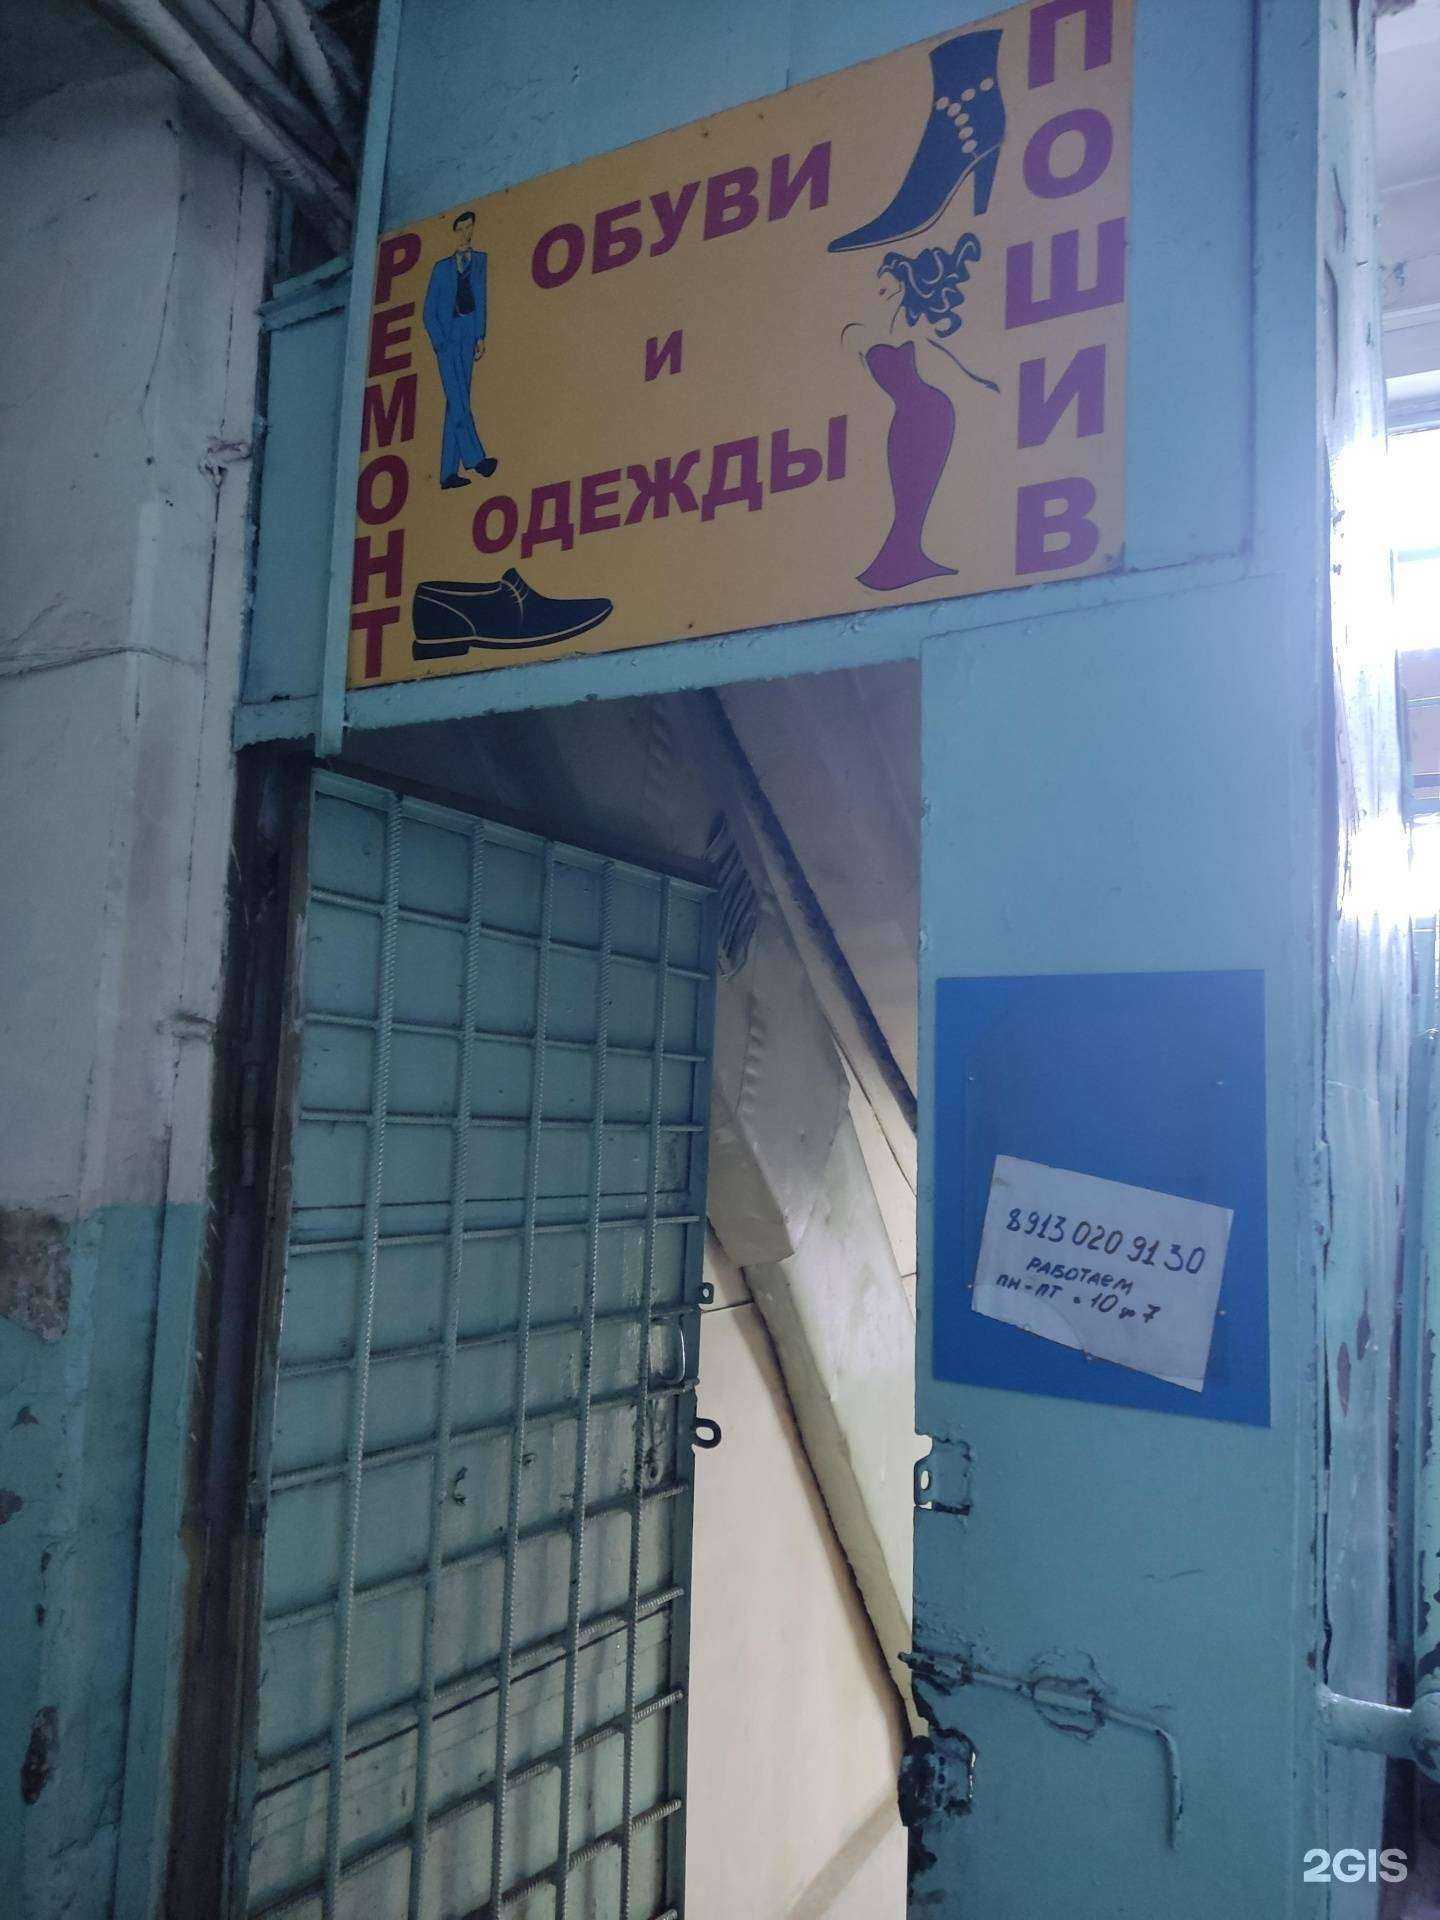 РЕМОНТ
ОБУВИ
И
ОДЕЖДЫ
ПОШИВ
8913 020 91 30
РАБОТАЕМ
ПН-ПТ с 10 до 7
2GIS